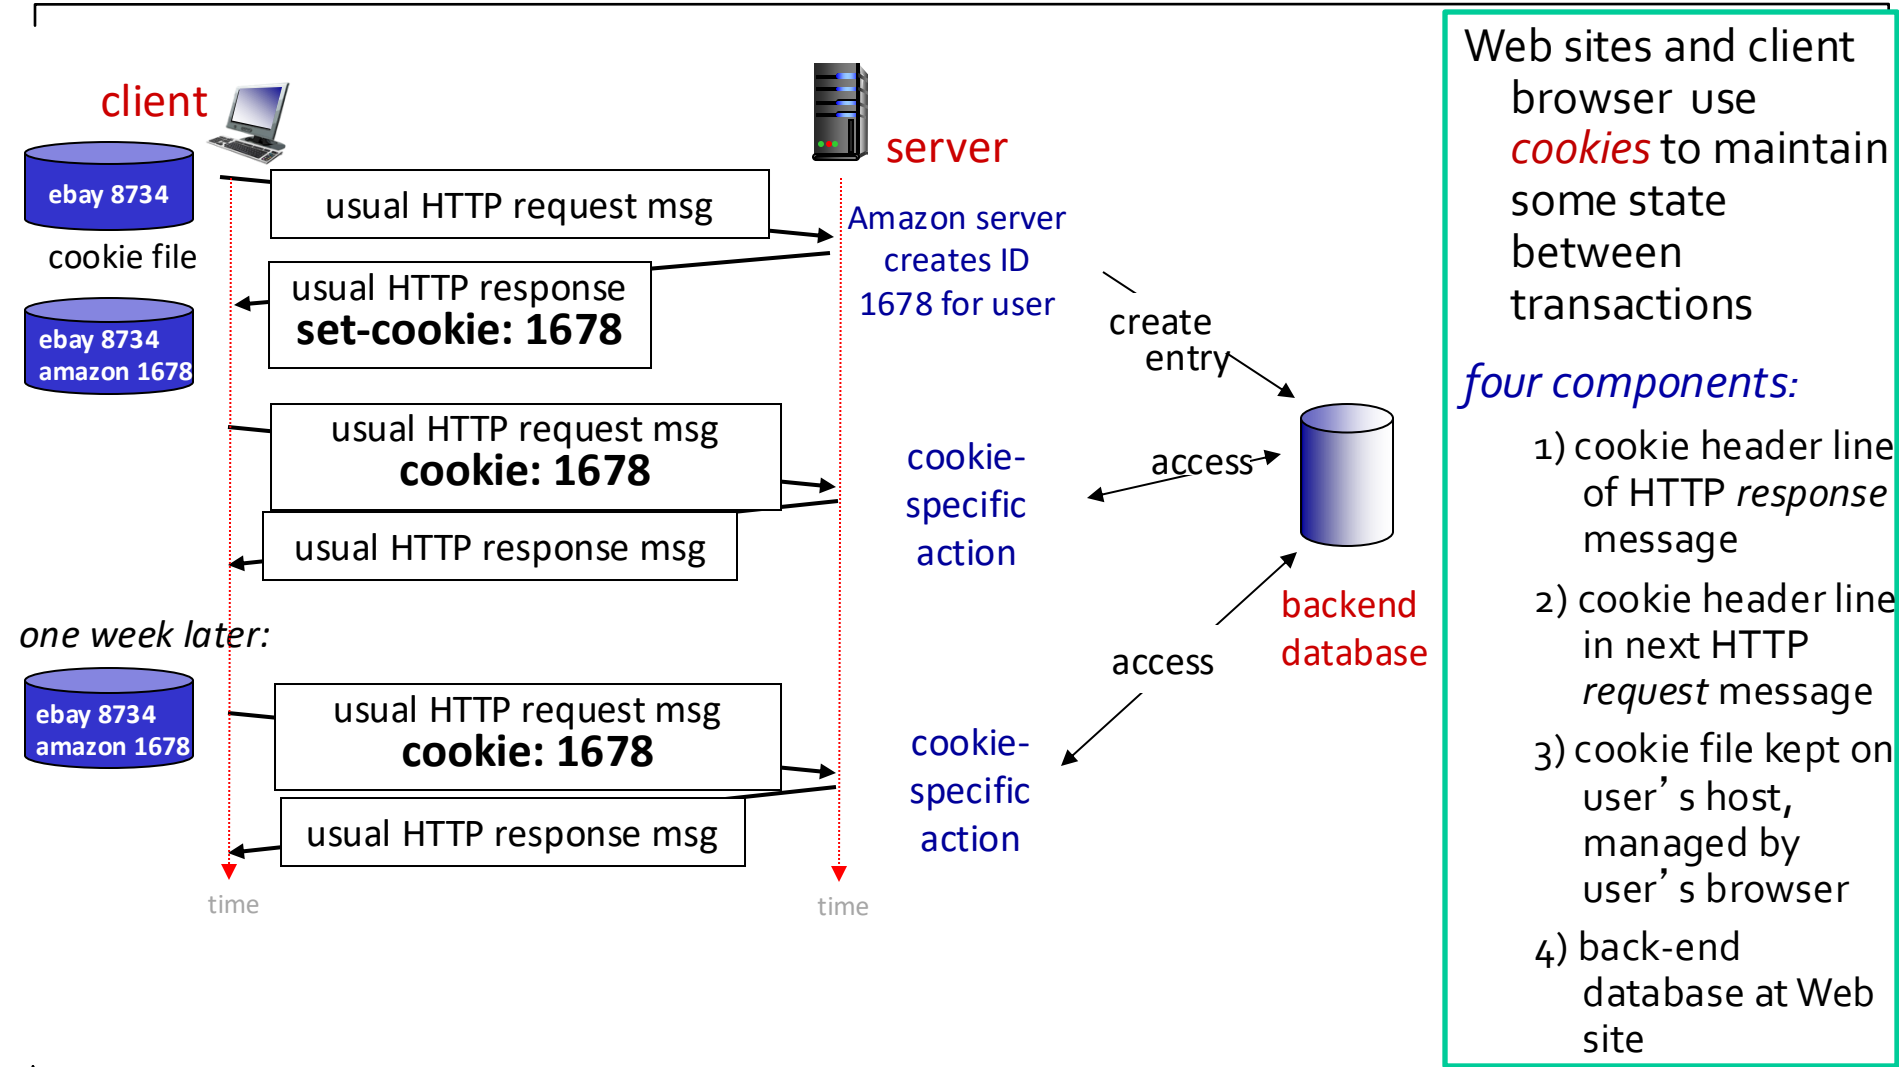 client
server
ebay 8734
cookie file
usual HTTP request msg
Amazon server
creates ID
1678 for user
usual HTTP response
set-cookie: 1678
create
entry
ebay 8734
amazon 1678
usual HTTP request msg
cookie: 1678
cookie-
specific
action
access
usual HTTP response msg
backend
database
one week later:
access
ebay 8734
amazon 1678
usual HTTP request msg
cookie: 1678
cookie-
specific
action
usual HTTP response msg
time
time
Web sites and client
browser use
cookies to maintain
some state
between
transactions
four components:
1) cookie header line
of HTTP response
message
2) cookie header line
in next HTTP
request message
3) cookie file kept on
user’s host,
managed by
user’s browser
4) back-end
database at Web
site